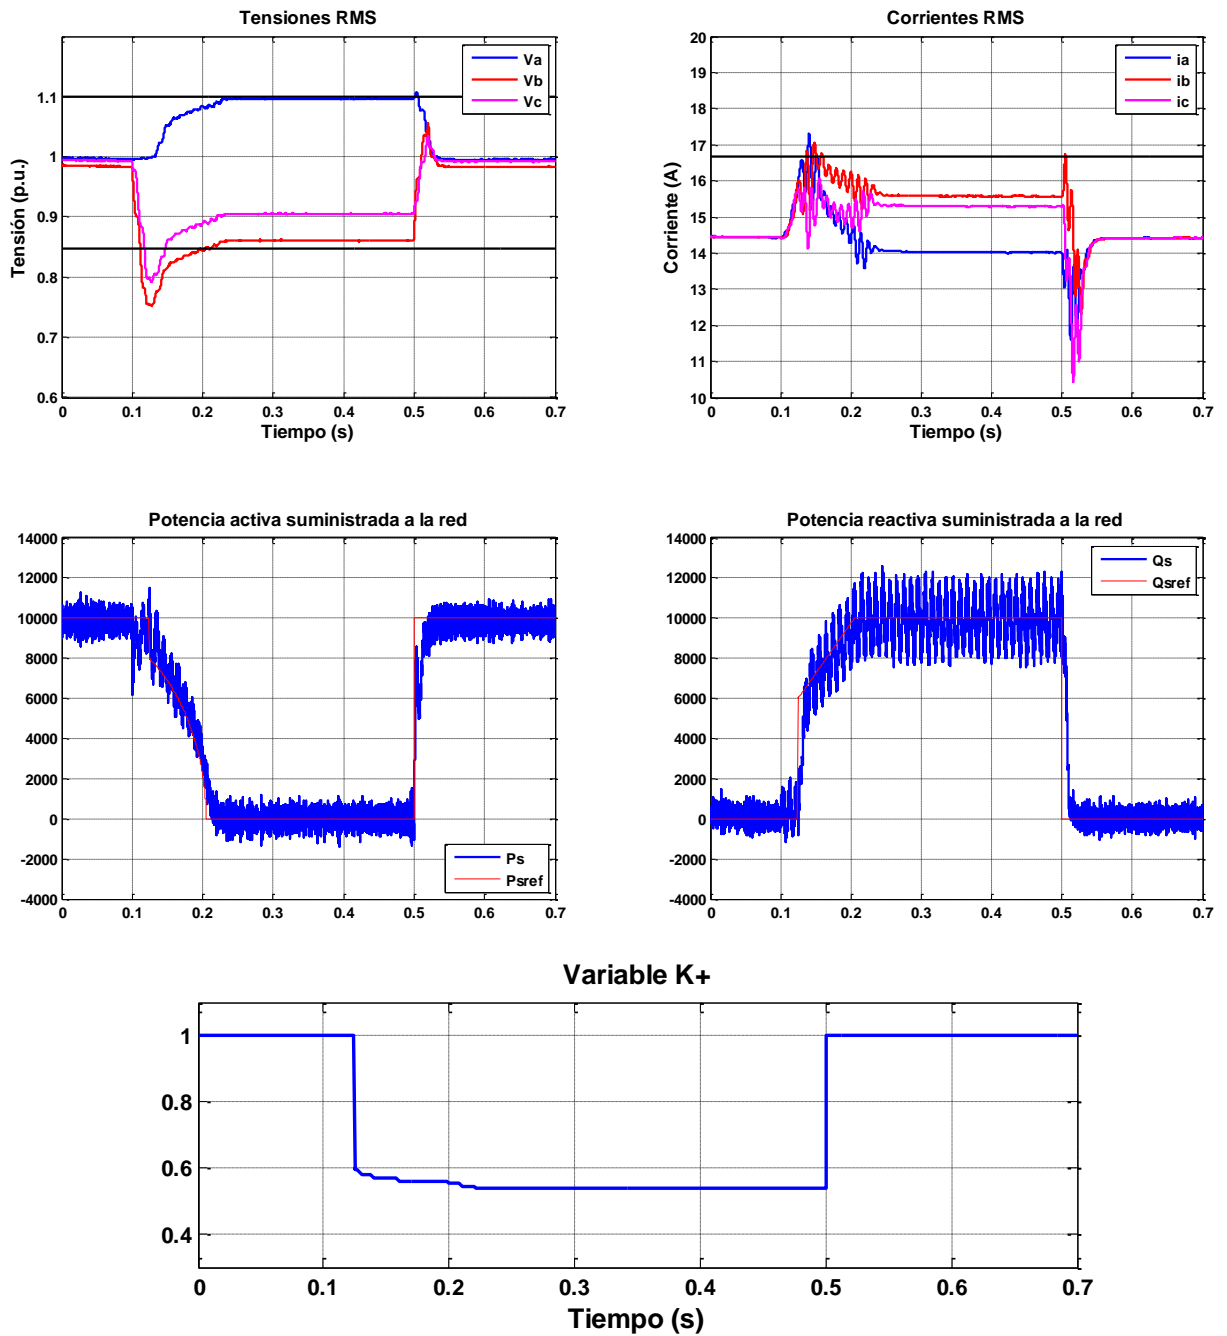 Tensiones RMS
1.1
1
0.9
0.8
0.7
0.6
Tensión (p.u.)
Va
Vb
Vc
0 0.1 0.2 0.3 0.4 0.5 0.6 0.7
Tiempo (s)
Corrientes RMS
20
19
18
17
16
15
14
13
12
11
10
Corriente (A)
ia
ib
ic
0 0.1 0.2 0.3 0.4 0.5 0.6 0.7
Tiempo (s)
Potencia activa suministrada a la red
14000
12000
10000
8000
6000
4000
2000
0
-2000
-4000
Ps
Psref
0 0.1 0.2 0.3 0.4 0.5 0.6 0.7
Potencia reactiva suministrada a la red
14000
12000
10000
8000
6000
4000
2000
0
-2000
-4000
Qs
Qsref
0 0.1 0.2 0.3 0.4 0.5 0.6 0.7
Variable K+
1
0.8
0.6
0.4
0 0.1 0.2 0.3 0.4 0.5 0.6 0.7
Tiempo (s)